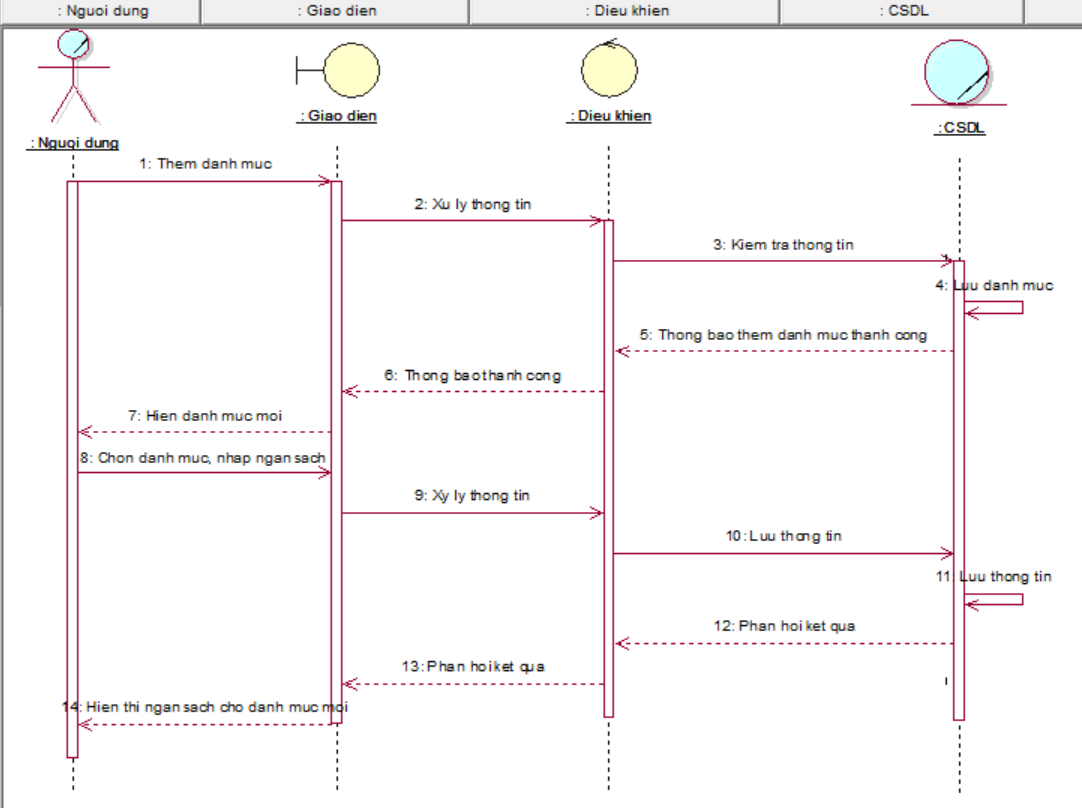 : Nguoi dung
: Giao dien
: Dieu khien
: CSDL
: Nguoi dung
: Giao dien
: Dieu khien
: CSDL
1: Them danh muc
2: Xu ly thong tin
3: Kiem tra thong tin
4: Luu danh muc
5: Thong bao them danh muc thanh cong
6: Thong bao thanh cong
7: Hien danh muc moi
8: Chon danh muc, nhap ngan sach
9: Xy ly thong tin
10: Luu thong tin
11: Luu thong tin
12: Phan hoi ket qua
13: Phan hoi ket qua
14: Hien thi ngan sach cho danh muc moi